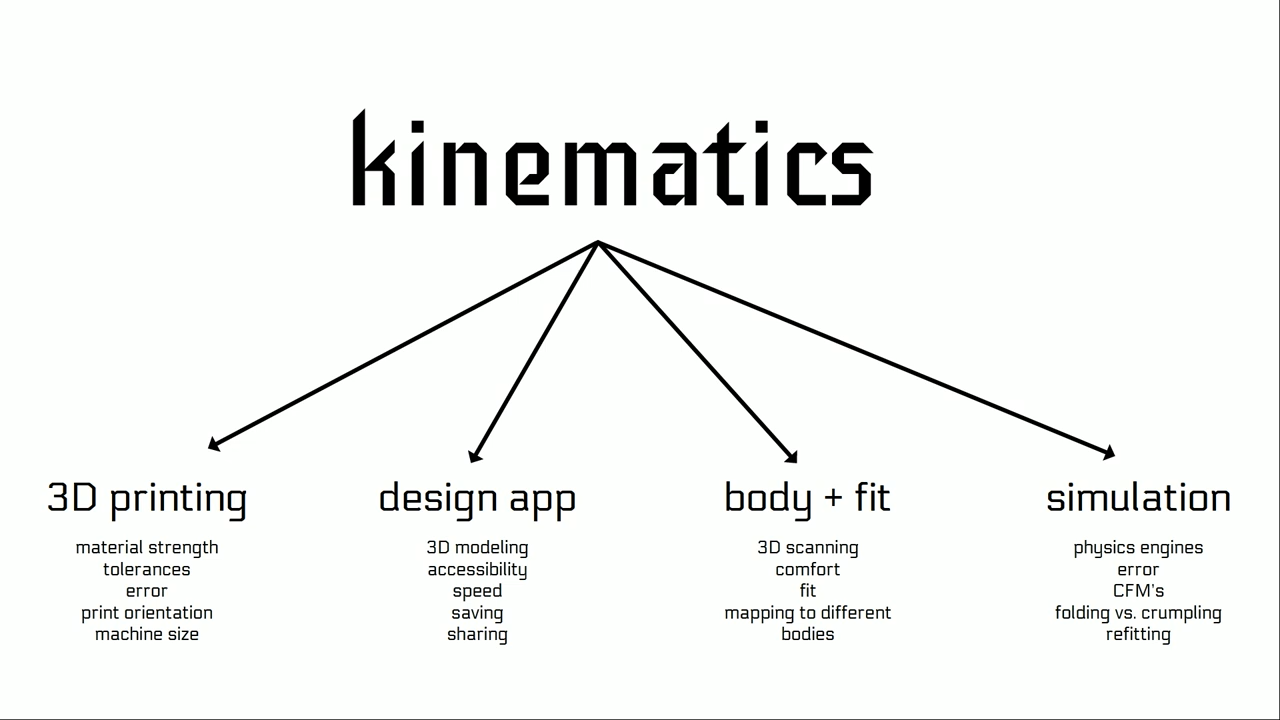 kinematics
3D printing
material strength
tolerances
error
print orientation
machine size
design app
3D modeling
accessibility
speed
saving
sharing
body + fit
3D scanning
comfort
fit
mapping to different
bodies
simulation
physics engines
error
CFM's
folding vs. crumpling
refitting